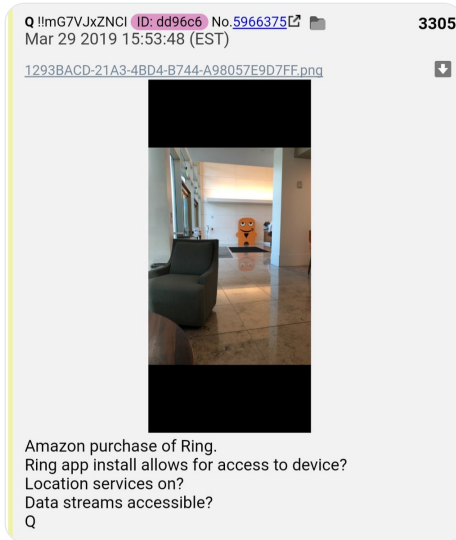 Q !!mG7VJxZNCI ID: dd96c6 No.5966375 3305
Mar 29 2019 15:53:48 (EST)
1293BACD-21A3-4BD4-B744-A98057E9D7FF.png
Amazon purchase of Ring.
Ring app install allows for access to device?
Location services on?
Data streams accessible?
Q